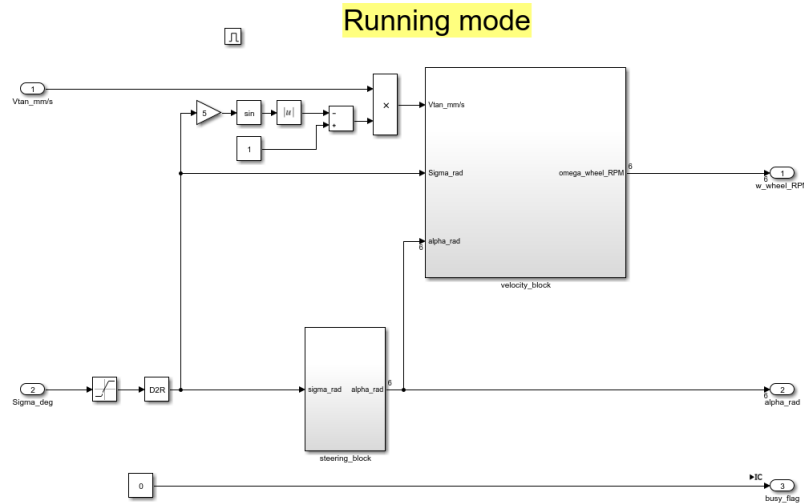 Running mode
1
Vtan_mm/s
5
sin
|u|
−
+
1
×
Vtan_mm/s
Sigma_rad
alpha_rad
6
omega_wheel_RPM
6
velocity_block
1
6
w_wheel_RPM
2
Sigma_deg
D2R
sigma_rad
alpha_rad
6
steering_block
2
6
alpha_rad
0
IC
3
busy_flag